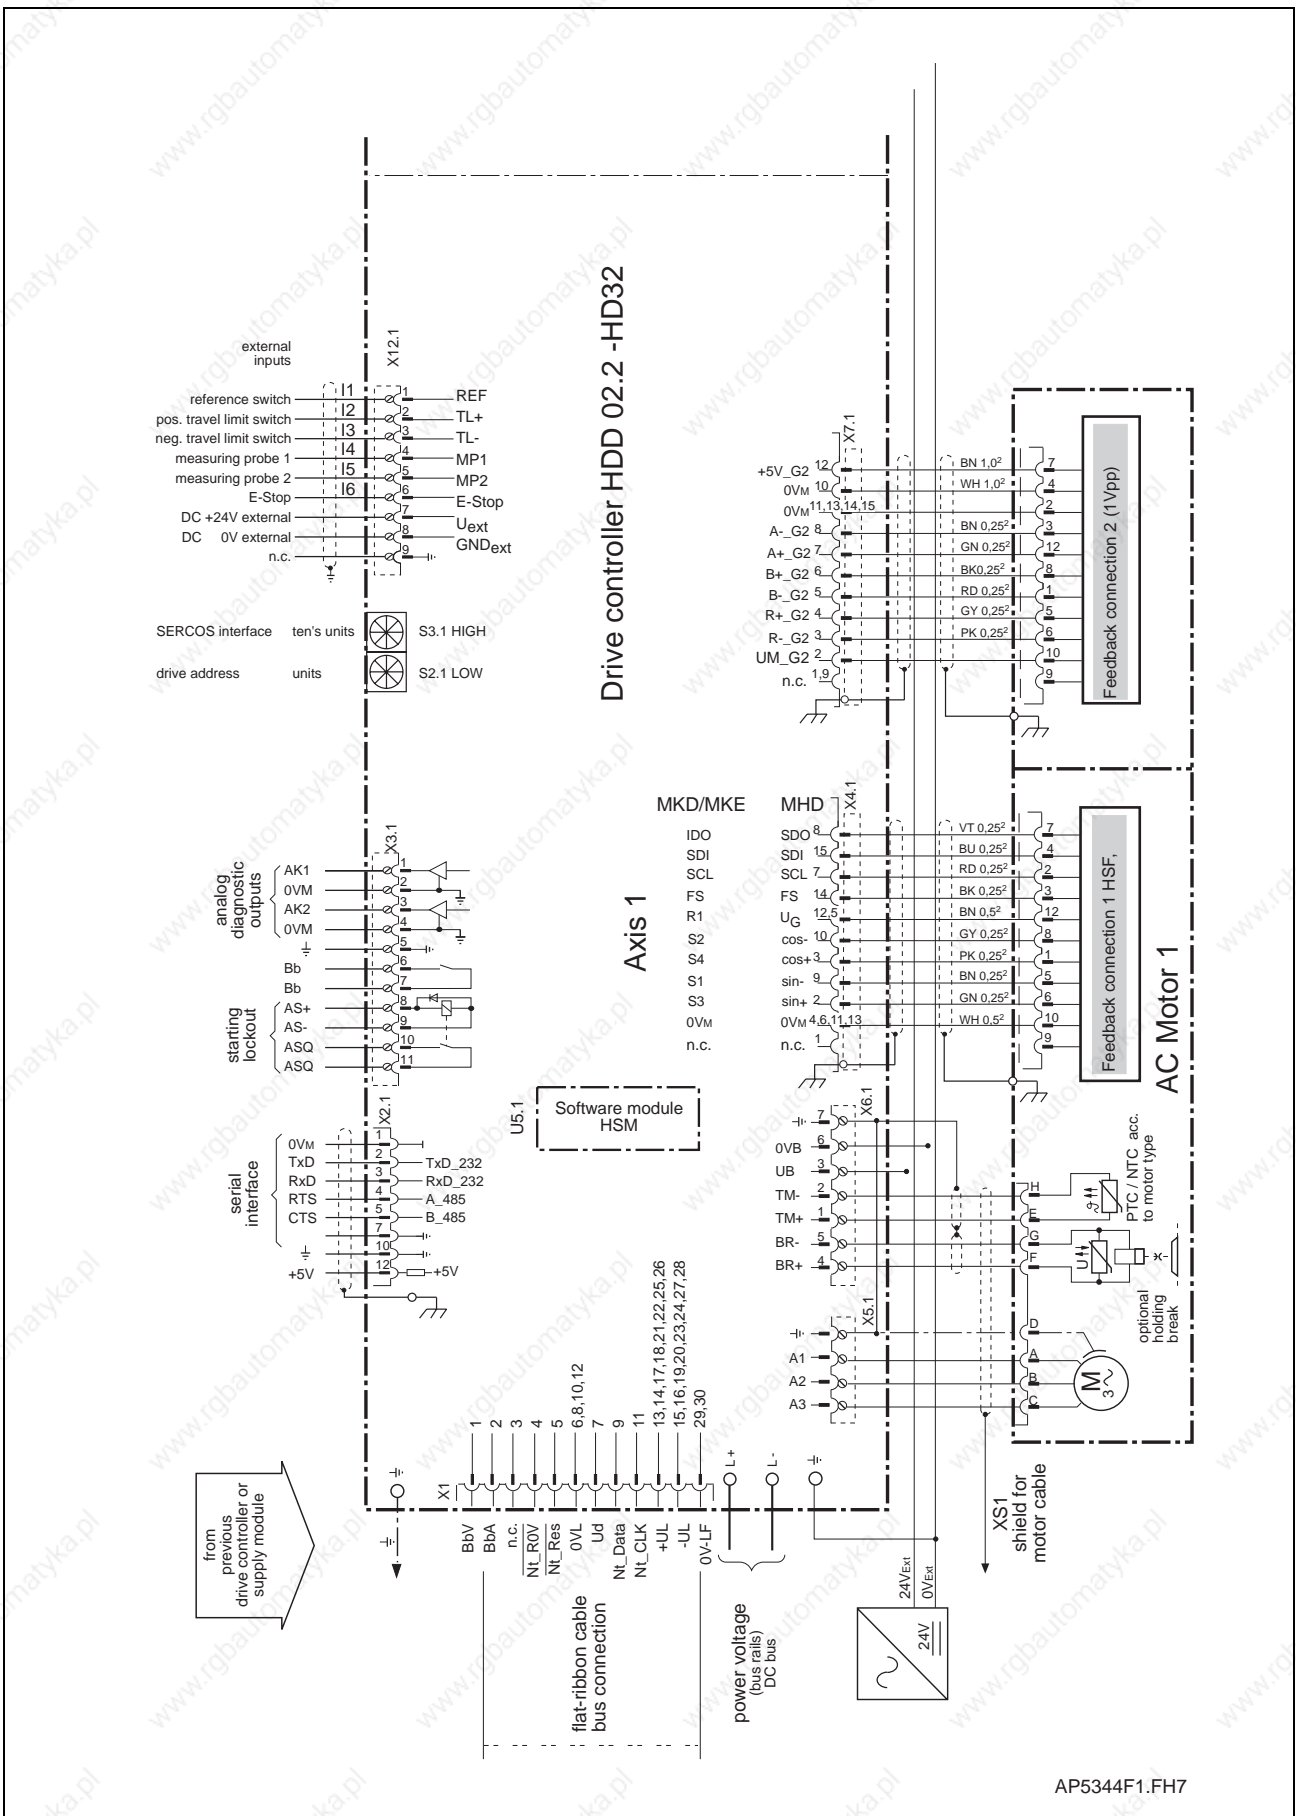 external
inputs
X12.1
reference switch I1 1 REF
pos. travel limit switch I2 2 TL+
neg. travel limit switch I3 3 TL-
measuring probe 1 I4 4 MP1
measuring probe 2 I5 5 MP2
E-Stop I6 6 E-Stop
DC +24V external 7 Uext
DC 0V external 8 GNDext
n.c. 9
SERCOS interface ten's units S3.1 HIGH
drive address units S2.1 LOW
Drive controller HDD 02.2 -HD32
X7.1
+5V_G2 12 BN 1,0² 7
0VM 10 WH 1,0² 4
0VM 11,13,14,15 2
A-_G2 8 BN 0,25² 3
A+_G2 7 GN 0,25² 12
B+_G2 6 BK0,25² 8
B-_G2 5 RD 0,25² 1
R+_G2 4 GY 0,25² 5
R-_G2 3 PK 0,25² 6
UM_G2 2 10
n.c. 1,9 9
Feedback connection 2 (1Vpp)
analog
diagnostic
outputs
X3.1
AK1 1
0VM 2
AK2 3
0VM 4
5
Bb 6
Bb 7
starting
lockout
AS+ 8
AS- 9
ASQ 10
ASQ 11
Axis 1
MKD/MKE MHD X4.1
IDO SDO 8 VT 0,25² 7
SDI SDI 15 BU 0,25² 4
SCL SCL 7 RD 0,25² 2
FS FS 14 BK 0,25² 3
R1 UG 12,5 BN 0,5² 12
S2 cos- 10 GY 0,25² 8
S4 cos+ 3 PK 0,25² 1
S1 sin- 9 BN 0,25² 5
S3 sin+ 2 GN 0,25² 6
0VM 0VM 4,6,11,13 WH 0,5² 10
n.c. n.c. 1 9
Feedback connection 1 HSF,
AC Motor 1
U5.1
Software module
HSM
serial
interface
X2.1
0VM 1
TxD 2 TxD_232
RxD 3 RxD_232
RTS 4 A_485
CTS 5 B_485
7
10
+5V 12 +5V
X6.1
7
0VB 6
UB 3
TM- 2 H
TM+ 1 E
BR- 5 G
BR+ 4 F
PTC / NTC acc.
to motor type
U
optional
holding
break
X5.1
D
A1 A
A2 B
A3 C
M
3
from
previous
drive controller or
supply module
X1
BbV 1
BbA 2
n.c. 3
Nt_R0V 4
Nt_Res 5
0VL 6,8,10,12
Ud 7
Nt_Data 9
Nt_CLK 11
+UL 13,14,17,18,21,22,25,26
-UL 15,16,19,20,23,24,27,28
0V-LF 29,30
L+
L-
flat-ribbon cable
bus connection
power voltage
(bus rails)
DC bus
24VExt
0VExt
24V
XS1
shield for
motor cable
AP5344F1.FH7
www.rgbautomatyka.pl